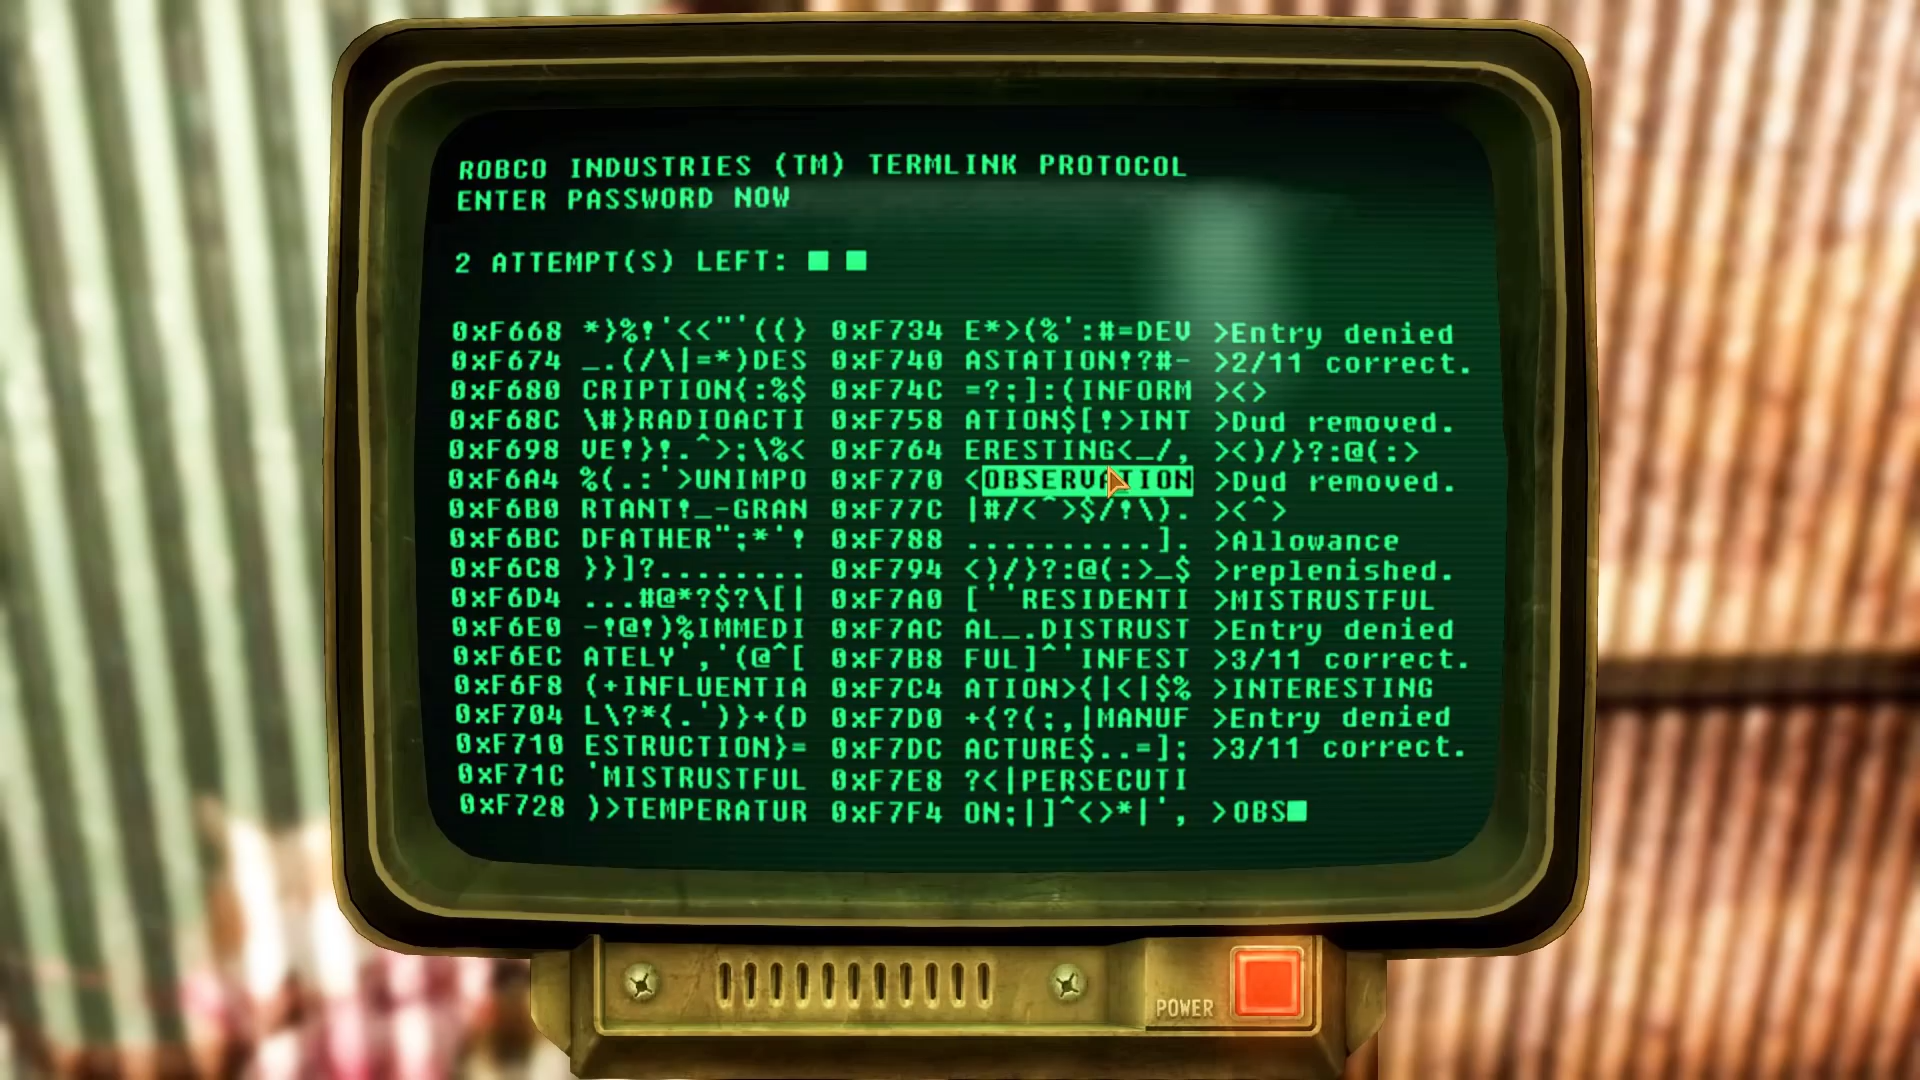 ROBCO INDUSTRIES (TM) TERMLINK PROTOCOL
ENTER PASSWORD NOW
2 ATTEMPT(S) LEFT: ■ ■
0xF668 *}%!'<<"'((} 0xF734 E*>(%':#=DEV >Entry denied
0xF674 _.(/\|=*)DES 0xF740 ASTATION!?#- >2/11 correct.
0xF680 CRIPTION{:%$ 0xF74C =?;]:(INFORM ><>
0xF68C \#}RADIOACTI 0xF758 ATION$[!>INT >Dud removed.
0xF698 VE!}!.^>:\%< 0xF764 ERESTING<_/, ><)/}?:@(:>
0xF6A4 %(.:'>UNIMPO 0xF770 <OBSERVATION >Dud removed.
0xF6B0 RTANT!_-GRAN 0xF77C |#/<^>$/!\). ><^>
0xF6BC DFATHER";*'! 0xF788 ..........]. >Allowance
0xF6C8 }}]?........ 0xF794 <)/}?:@(:>_$ >replenished.
0xF6D4 ...#@*?$?\[| 0xF7A0 [''RESIDENTI >MISTRUSTFUL
0xF6E0 -!@!)%IMMEDI 0xF7AC AL_.DISTRUST >Entry denied
0xF6EC ATELY','(@^[ 0xF7B8 FUL]^'INFEST >3/11 correct.
0xF6F8 (+INFLUENTIA 0xF7C4 ATION>{|<|$% >INTERESTING
0xF704 L\?*{.')}+(D 0xF7D0 +{?(;,|MANUF >Entry denied
0xF710 ESTRUCTION}= 0xF7DC ACTURE$..=]; >3/11 correct.
0xF71C 'MISTRUSTFUL 0xF7E8 ?<|PERSECUTI
0xF728 )>TEMPERATUR 0xF7F4 ON;|]^<>*|', >OBS■
POWER